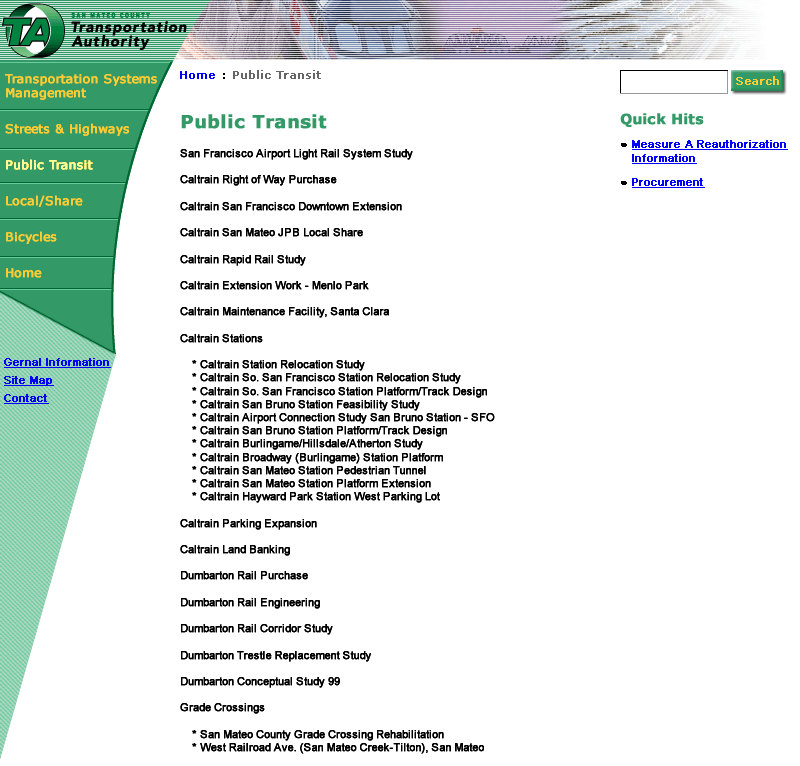 TA
SAN MATEO COUNTY
Transportation
Authority
Transportation Systems
Management
Streets & Highways
Public Transit
Local/Share
Bicycles
Home
Gernal Information
Site Map
Contact
Home : Public Transit
Public Transit
San Francisco Airport Light Rail System Study
Caltrain Right of Way Purchase
Caltrain San Francisco Downtown Extension
Caltrain San Mateo JPB Local Share
Caltrain Rapid Rail Study
Caltrain Extension Work - Menlo Park
Caltrain Maintenance Facility, Santa Clara
Caltrain Stations
* Caltrain Station Relocation Study
* Caltrain So. San Francisco Station Relocation Study
* Caltrain So. San Francisco Station Platform/Track Design
* Caltrain San Bruno Station Feasibility Study
* Caltrain Airport Connection Study San Bruno Station - SFO
* Caltrain San Bruno Station Platform/Track Design
* Caltrain Burlingame/Hillsdale/Atherton Study
* Caltrain Broadway (Burlingame) Station Platform
* Caltrain San Mateo Station Pedestrian Tunnel
* Caltrain San Mateo Station Platform Extension
* Caltrain Hayward Park Station West Parking Lot
Caltrain Parking Expansion
Caltrain Land Banking
Dumbarton Rail Purchase
Dumbarton Rail Engineering
Dumbarton Rail Corridor Study
Dumbarton Trestle Replacement Study
Dumbarton Conceptual Study 99
Grade Crossings
* San Mateo County Grade Crossing Rehabilitation
* West Railroad Ave. (San Mateo Creek-Tilton), San Mateo
Search
Quick Hits
Measure A Reauthorization
Information
Procurement